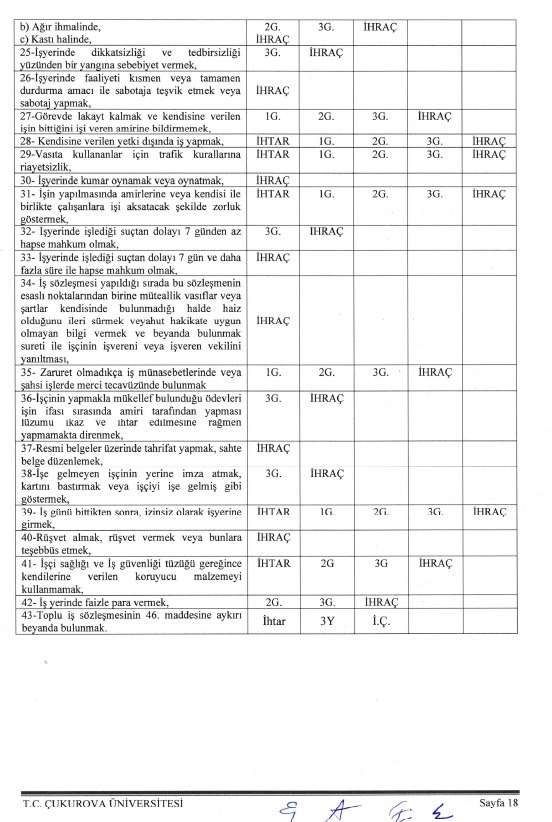 b) Ağır ihmalinde, 2G. 3G. İHRAÇ
c) Kastı halinde, İHRAÇ
25-İşyerinde dikkatsizliği ve tedbirsizliği 3G. İHRAÇ
yüzünden bir yangına sebebiyet vermek,
26-İşyerinde faaliyeti kısmen veya tamamen
durdurma amacı ile sabotaja teşvik etmek veya İHRAÇ
sabotaj yapmak,
27-Görevde lakayt kalmak ve kendisine verilen 1G. 2G. 3G. İHRAÇ
işin bittiğini işi veren amirine bildirmemek,
28- Kendisine verilen yetki dışında iş yapmak, İHTAR 1G. 2G. 3G. İHRAÇ
29-Vasıta kullananlar için trafik kurallarına İHTAR 1G. 2G. 3G. İHRAÇ
riayetsizlik,
30- İşyerinde kumar oynamak veya oynatmak, İHRAÇ
31- İşin yapılmasında amirlerine veya kendisi ile İHTAR 1G. 2G. 3G. İHRAÇ
birlikte çalışanlara işi aksatacak şekilde zorluk
göstermek,
32- İşyerinde işlediği suçtan dolayı 7 günden az 3G. İHRAÇ
hapse mahkum olmak,
33- İşyerinde işlediği suçtan dolayı 7 gün ve daha İHRAÇ
fazla süre ile hapse mahkum olmak,
34- İş sözleşmesi yapıldığı sırada bu sözleşmenin
esaslı noktalarından birine müteallik vasıflar veya
şartlar kendisinde bulunmadığı halde haiz
olduğunu ileri sürmek veyahut hakikate uygun İHRAÇ
olmayan bilgi vermek ve beyanda bulunmak
sureti ile işçinin işvereni veya işveren vekilini
yanıltması,
35- Zaruret olmadıkça iş münasebetlerinde veya 1G. 2G. 3G. İHRAÇ
şahsi işlerde merci tecavüzünde bulunmak
36-İşçinin yapmakla mükellef bulunduğu ödevleri 3G. İHRAÇ
işin ifası sırasında amiri tarafından yapması
lüzumu ikaz ve ihtar edilmesine rağmen
yapmamakta direnmek,
37-Resmi belgeler üzerinde tahrifat yapmak, sahte İHRAÇ
belge düzenlemek,
38-İşe gelmeyen işçinin yerine imza atmak, 3G. İHRAÇ
kartını bastırmak veya işçiyi işe gelmiş gibi
göstermek,
39- İş günü bittikten sonra, izinsiz olarak işyerine İHTAR 1G. 2G. 3G. İHRAÇ
girmek,
40-Rüşvet almak, rüşvet vermek veya bunlara İHRAÇ
teşebbüs etmek,
41- İşçi sağlığı ve İş güvenliği tüzüğü gereğince İHTAR 2G 3G İHRAÇ
kendilerine verilen koruyucu malzemeyi
kullanmamak,
42- İş yerinde faizle para vermek, 2G. 3G. İHRAÇ
43-Toplu iş sözleşmesinin 46. maddesine aykırı İhtar 3Y İ.Ç.
beyanda bulunmak.
T.C. ÇUKUROVA ÜNİVERSİTESİ Sayfa 18